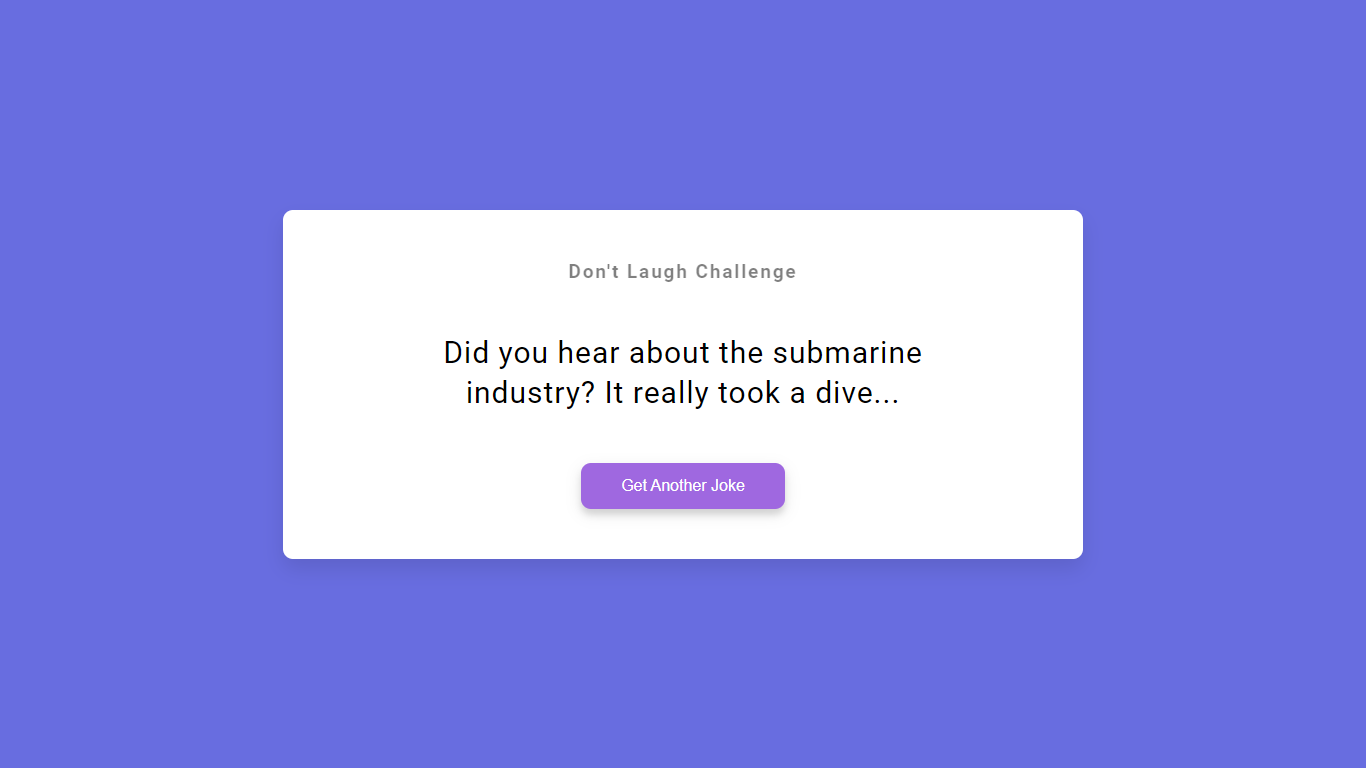 Don't Laugh Challenge
Did you hear about the submarine
industry? It really took a dive...
Get Another Joke